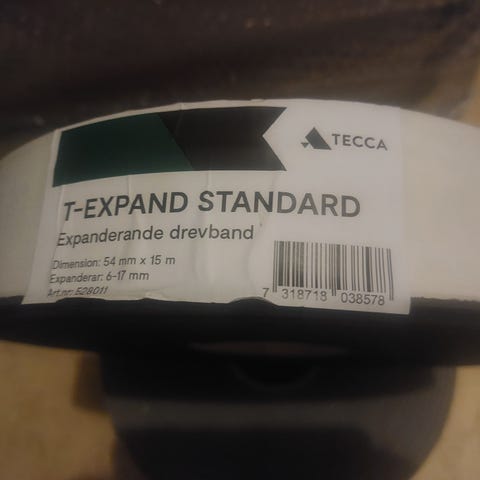 TECCA
T-EXPAND STANDARD
Expanderande drevband
Dimension: 54 mm x 15 m
Expanderar: 6-17 mm
Art.nr: 528011
7 318718 038578